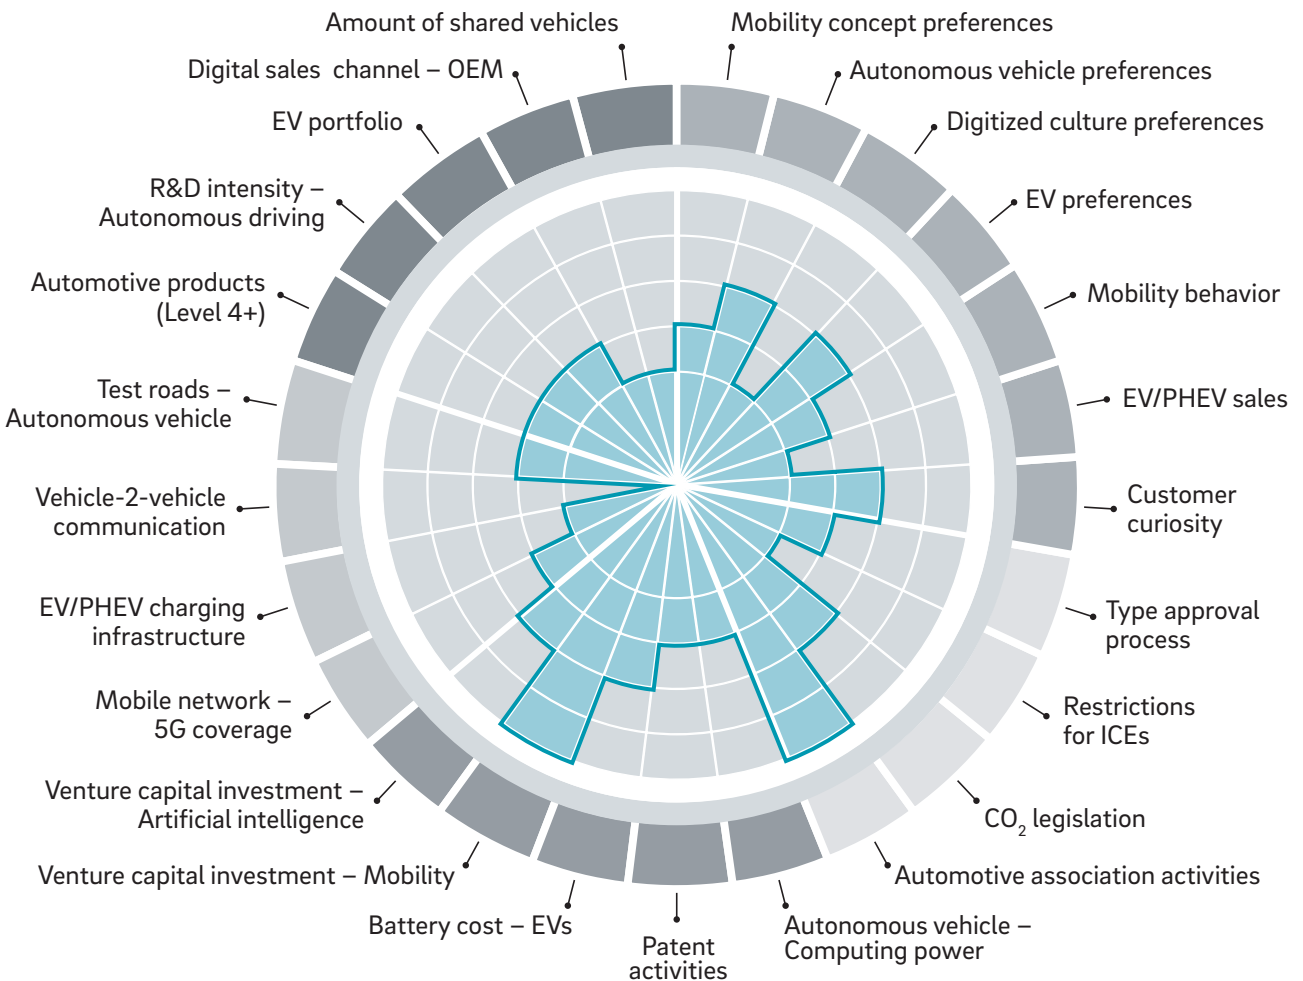 Amount of shared vehicles
Mobility concept preferences
Digital sales channel – OEM
Autonomous vehicle preferences
EV portfolio
Digitized culture preferences
R&D intensity –
Autonomous driving
EV preferences
Automotive products
(Level 4+)
Mobility behavior
Test roads –
Autonomous vehicle
EV/PHEV sales
Vehicle-2-vehicle
communication
Customer
curiosity
EV/PHEV charging
infrastructure
Type approval
process
Mobile network –
5G coverage
Restrictions
for ICEs
Venture capital investment –
Artificial intelligence
CO2 legislation
Venture capital investment – Mobility
Automotive association activities
Battery cost – EVs
Patent
activities
Autonomous vehicle –
Computing power